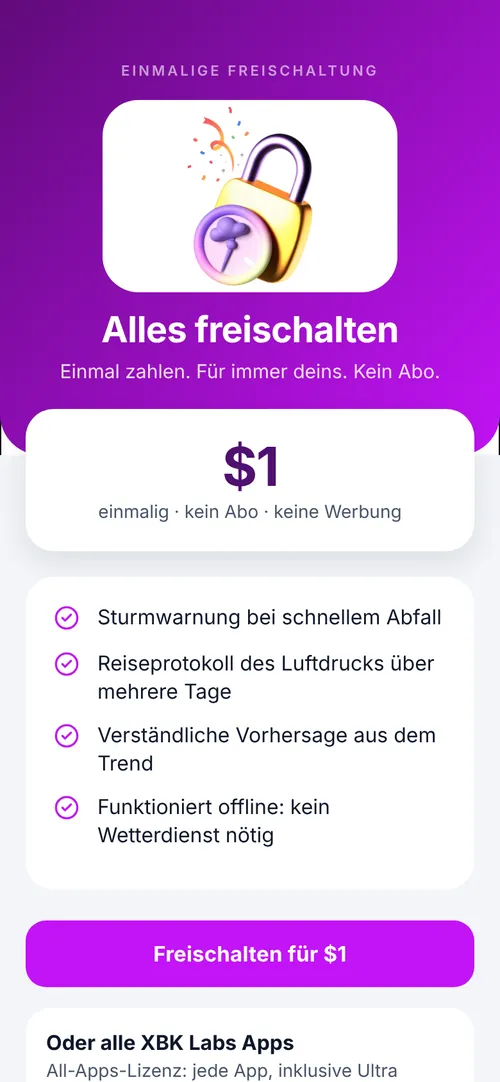 EINMALIGE FREISCHALTUNG
Alles freischalten
Einmal zahlen. Für immer deins. Kein Abo.
$1
einmalig · kein Abo · keine Werbung
Sturmwarnung bei schnellem Abfall
Reiseprotokoll des Luftdrucks über
mehrere Tage
Verständliche Vorhersage aus dem
Trend
Funktioniert offline: kein
Wetterdienst nötig
Freischalten für $1
Oder alle XBK Labs Apps
All-Apps-Lizenz: jede App, inklusive Ultra